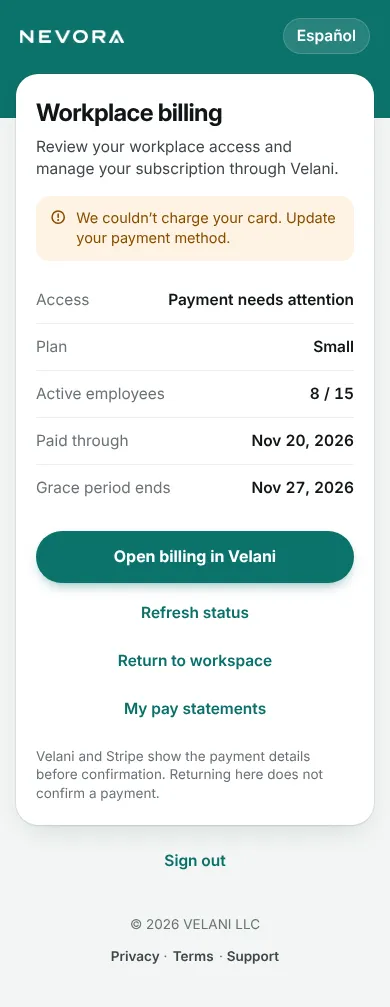 NEVORA
Español
Workplace billing
Review your workplace access and
manage your subscription through Velani.
We couldn’t charge your card. Update
your payment method.
Access Payment needs attention
Plan Small
Active employees 8 / 15
Paid through Nov 20, 2026
Grace period ends Nov 27, 2026
Open billing in Velani
Refresh status
Return to workspace
My pay statements
Velani and Stripe show the payment details
before confirmation. Returning here does not
confirm a payment.
Sign out
© 2026 VELANI LLC
Privacy · Terms · Support